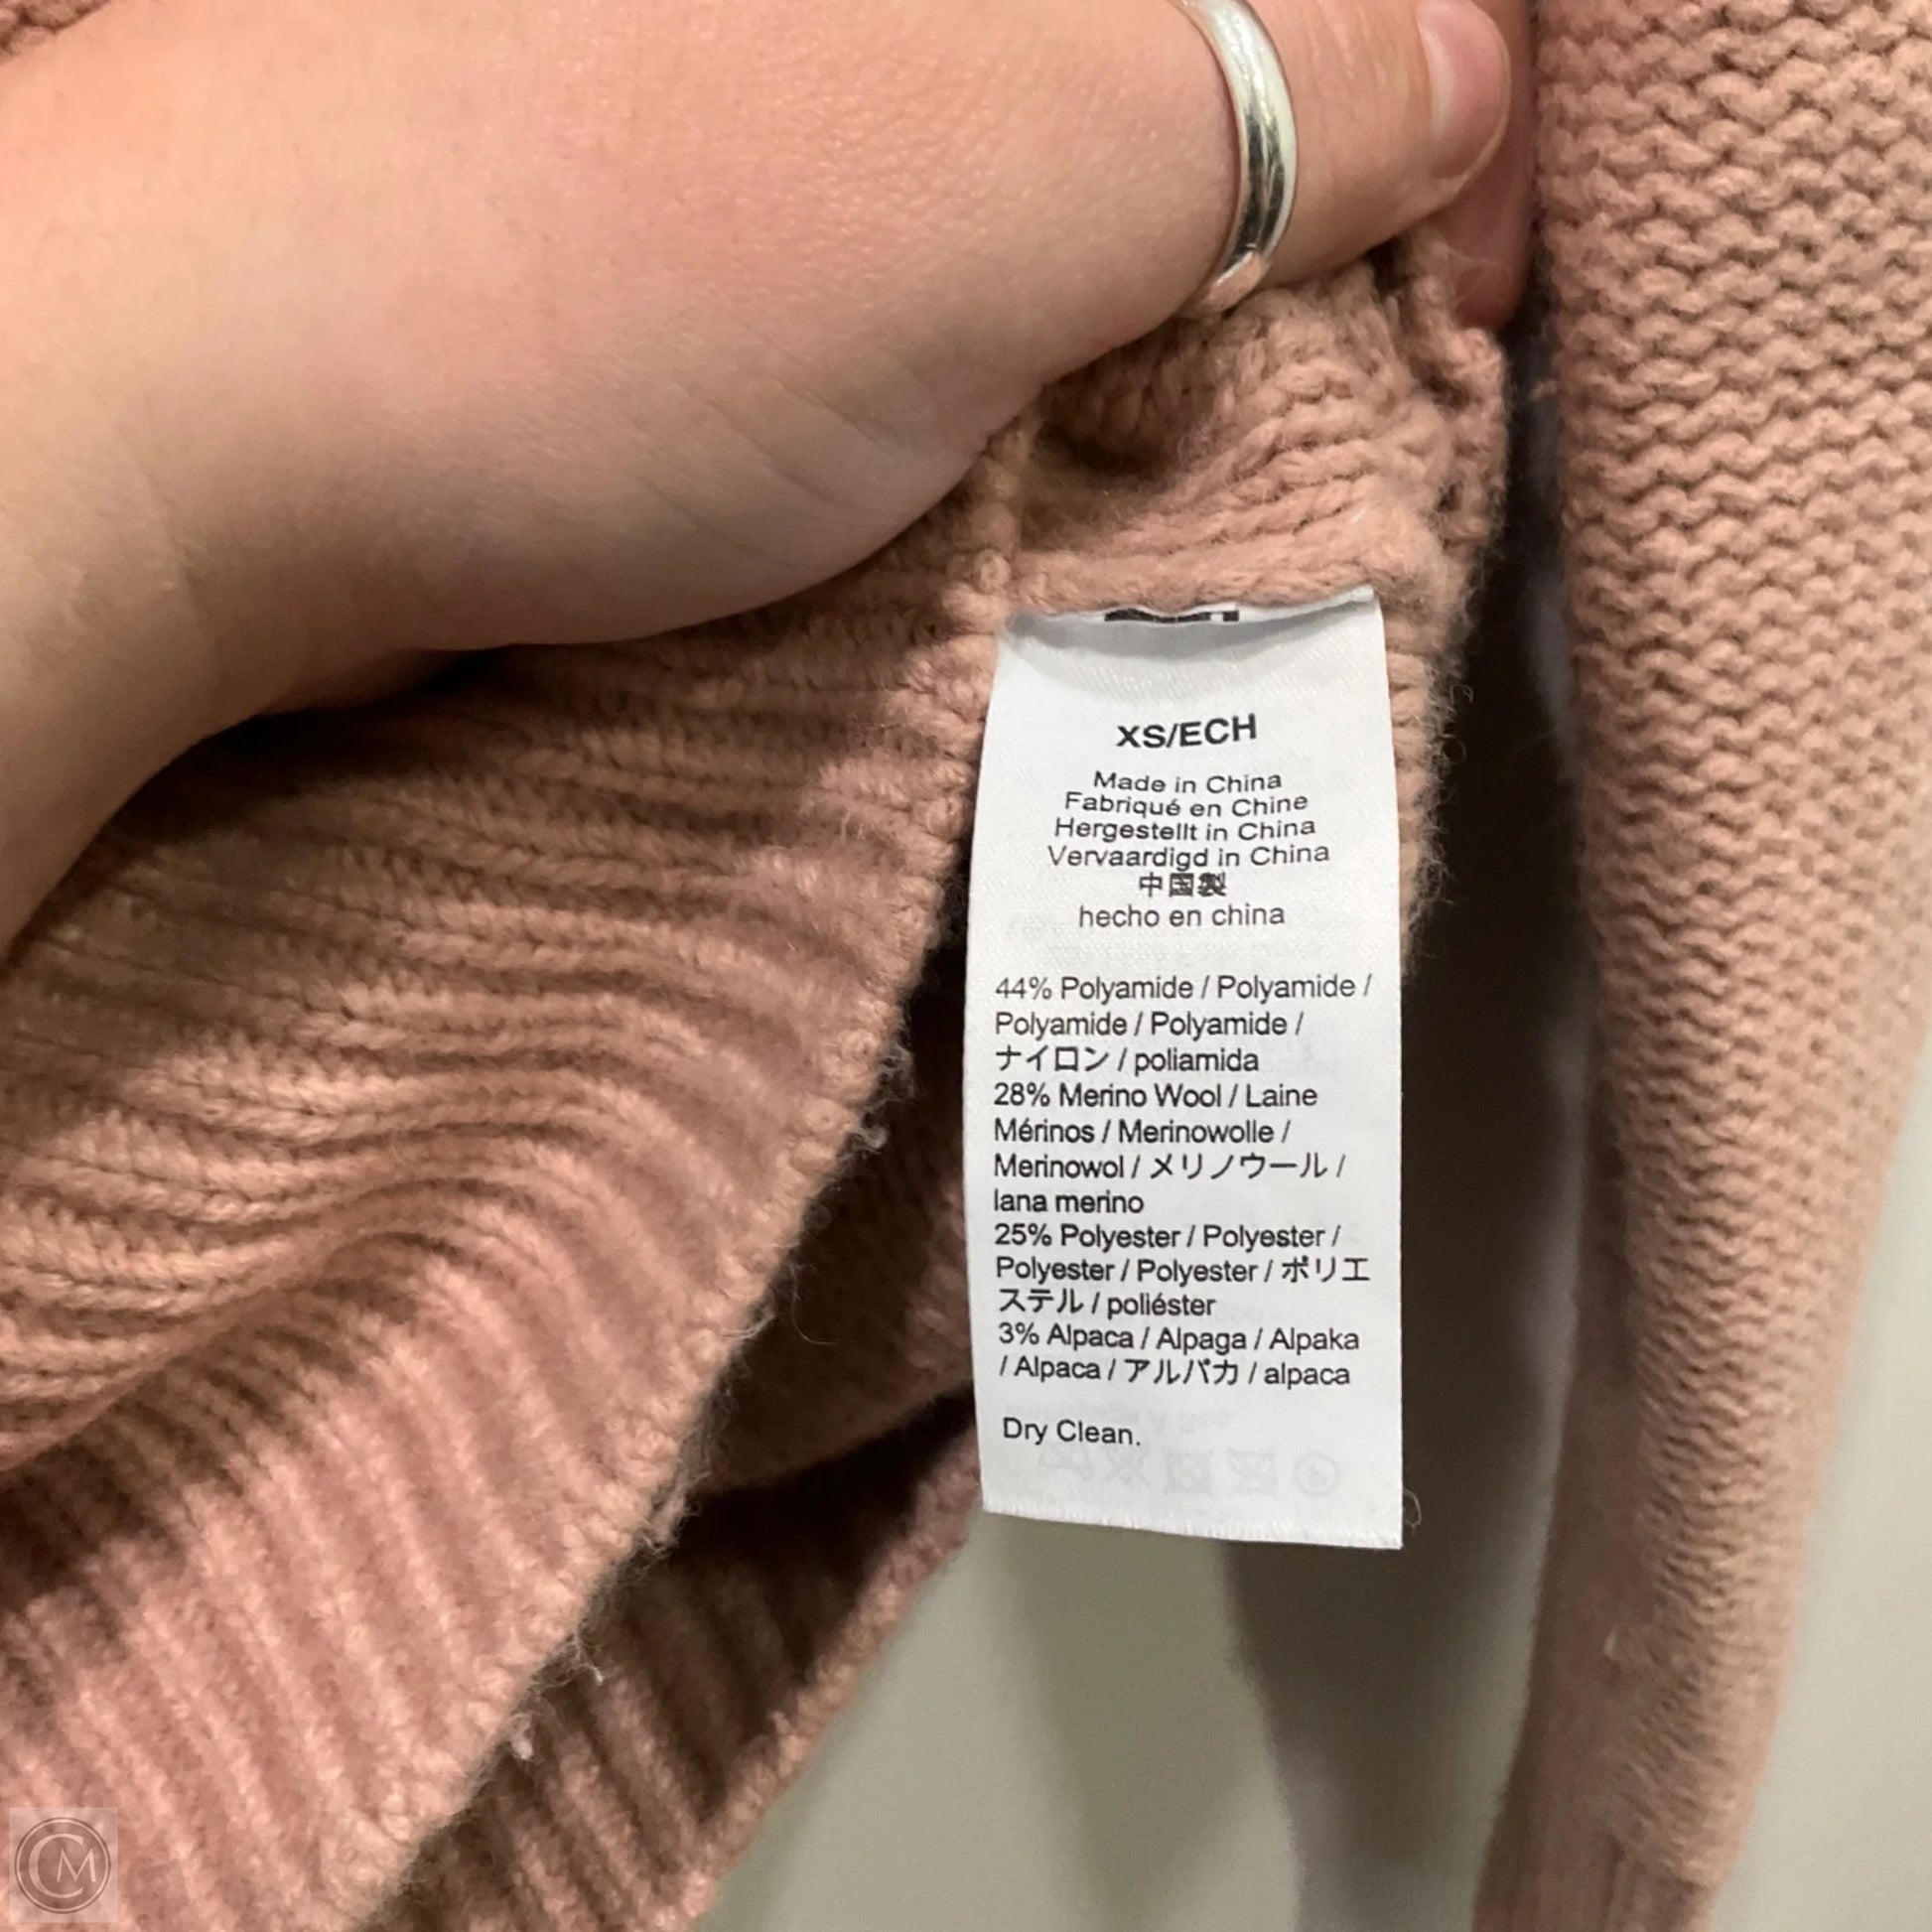 XS/ECH
Made in China
Fabriqué en Chine
Hergestellt in China
Vervaardigd in China
中国製
hecho en china
44% Polyamide / Polyamide /
Polyamide / Polyamide /
ナイロン / poliamida
28% Merino Wool / Laine
Mérinos / Merinowolle /
Merinowol / メリノウール /
lana merino
25% Polyester / Polyester /
Polyester / Polyester / ポリエ
ステル / poliéster
3% Alpaca / Alpaga / Alpaka
/ Alpaca / アルパカ / alpaca
Dry Clean.
CM